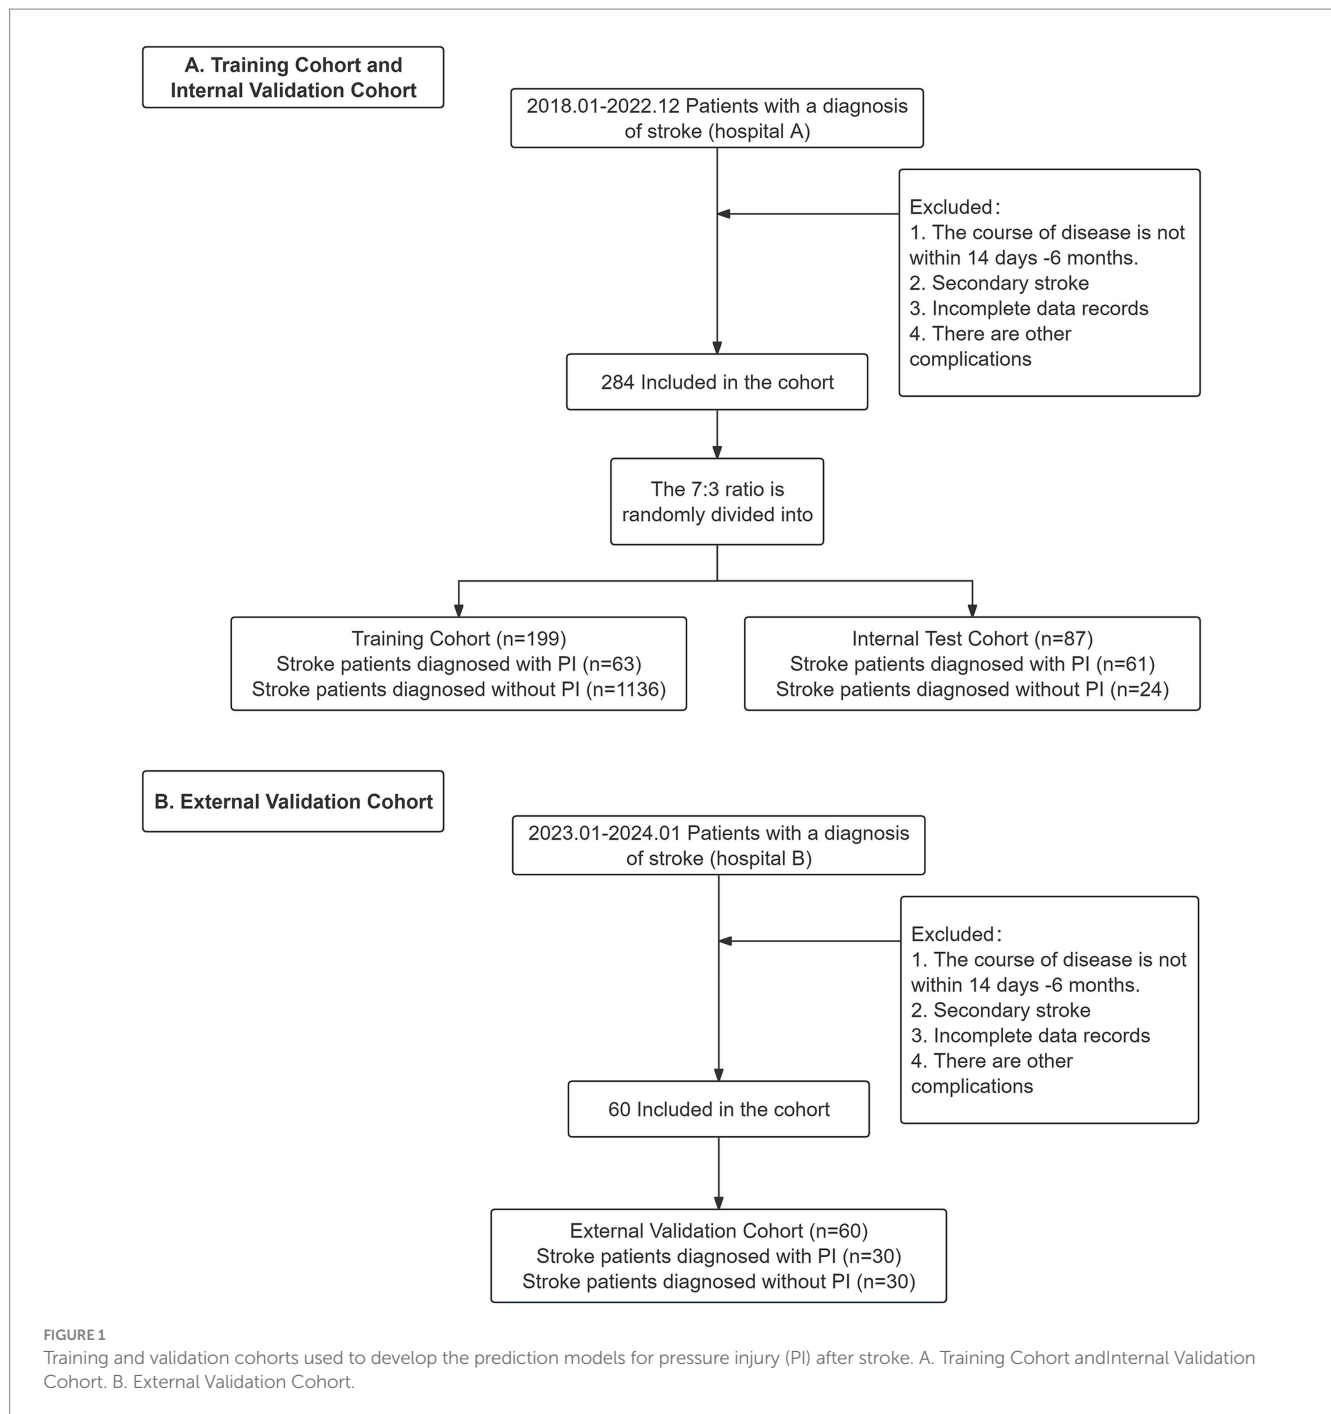 A. Training Cohort and
Internal Validation Cohort
2018.01-2022.12 Patients with a diagnosis
of stroke (hospital A)
Excluded:
1. The course of disease is not
within 14 days -6 months.
2. Secondary stroke
3. Incomplete data records
4. There are other
complications
284 Included in the cohort
The 7:3 ratio is
randomly divided into
Training Cohort (n=199)
Stroke patients diagnosed with PI (n=63)
Stroke patients diagnosed without PI (n=1136)
Internal Test Cohort (n=87)
Stroke patients diagnosed with PI (n=61)
Stroke patients diagnosed without PI (n=24)
B. External Validation Cohort
2023.01-2024.01 Patients with a diagnosis
of stroke (hospital B)
Excluded:
1. The course of disease is not
within 14 days -6 months.
2. Secondary stroke
3. Incomplete data records
4. There are other
complications
60 Included in the cohort
External Validation Cohort (n=60)
Stroke patients diagnosed with PI (n=30)
Stroke patients diagnosed without PI (n=30)
FIGURE 1
Training and validation cohorts used to develop the prediction models for pressure injury (PI) after stroke. A. Training Cohort andInternal Validation
Cohort. B. External Validation Cohort.